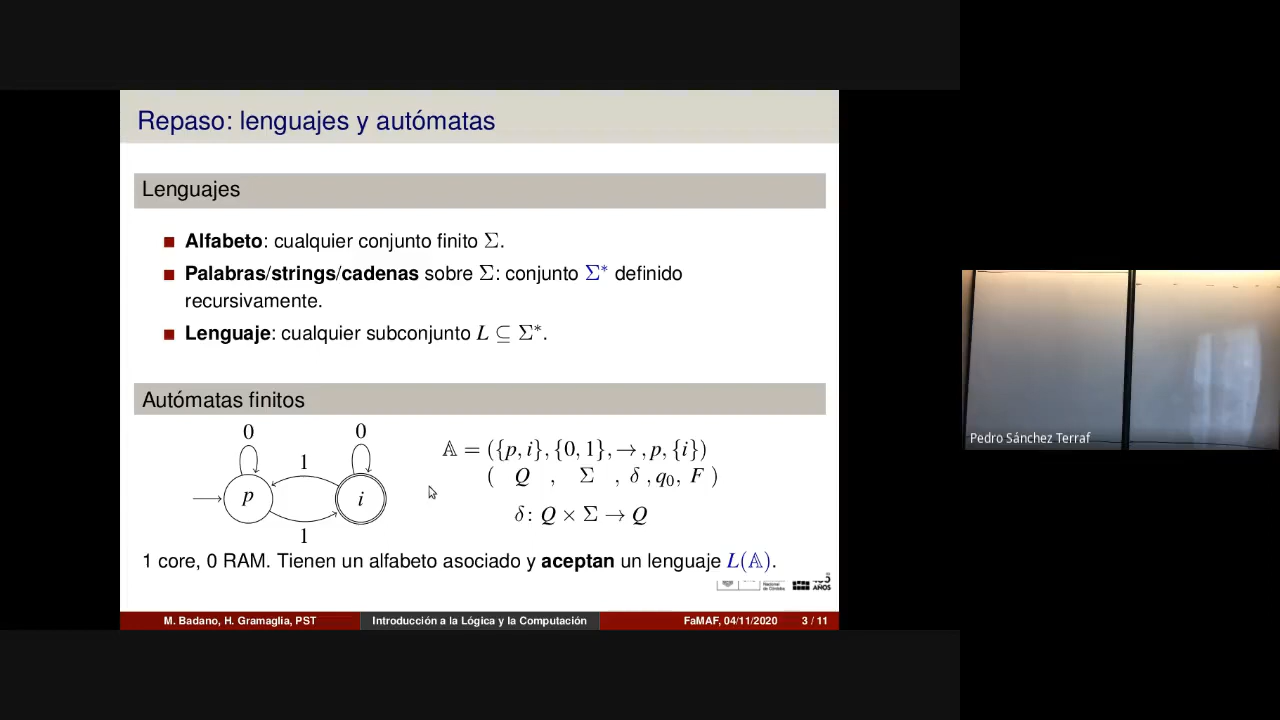 Repaso: lenguajes y autómatas
Lenguajes
Alfabeto: cualquier conjunto finito Σ.
Palabras/strings/cadenas sobre Σ: conjunto Σ* definido
recursivamente.
Lenguaje: cualquier subconjunto L ⊆ Σ*.
Autómatas finitos
0 0
1
p i
1
𝔸 = ({p, i}, {0, 1}, →, p, {i})
( Q , Σ , δ , q₀, F )
δ: Q × Σ → Q
1 core, 0 RAM. Tienen un alfabeto asociado y aceptan un lenguaje L(𝔸).
AÑOS
M. Badano, H. Gramaglia, PST Introducción a la Lógica y la Computación FaMAF, 04/11/2020 3 / 11
Pedro Sánchez Terraf